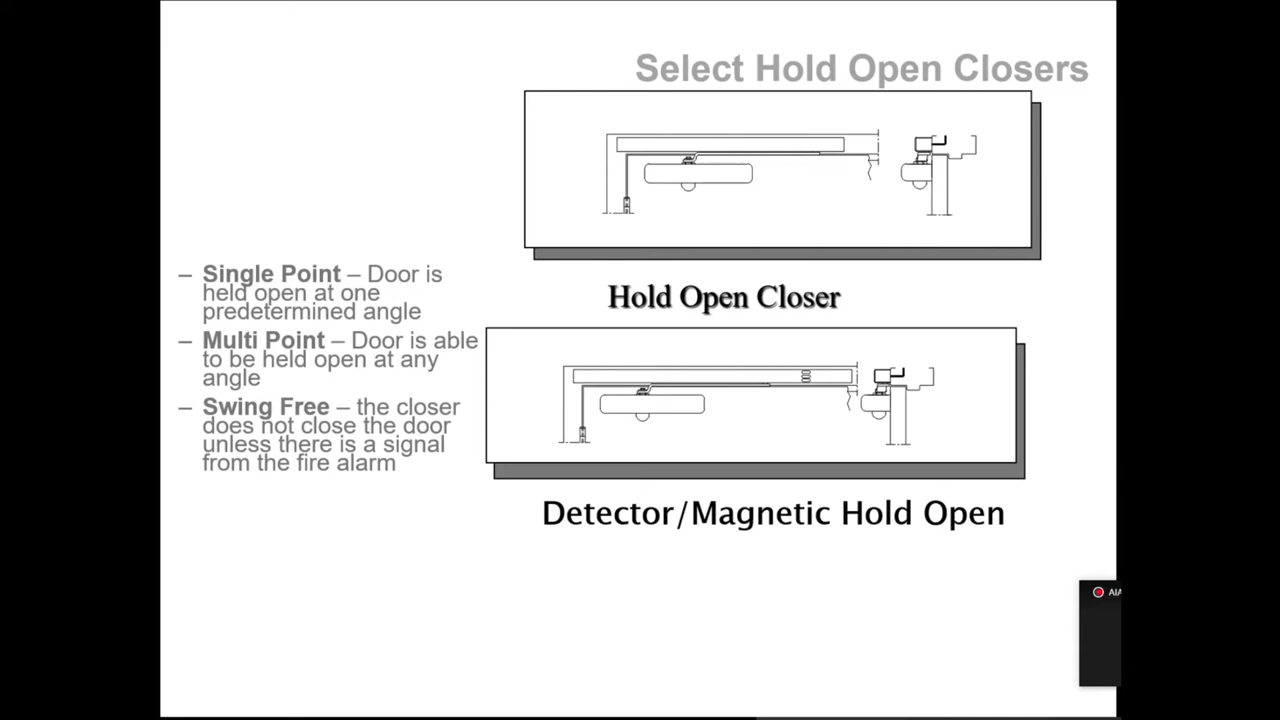 Select Hold Open Closers
– Single Point – Door is
held open at one
predetermined angle
– Multi Point – Door is able
to be held open at any
angle
– Swing Free – the closer
does not close the door
unless there is a signal
from the fire alarm
Hold Open Closer
Detector/Magnetic Hold Open